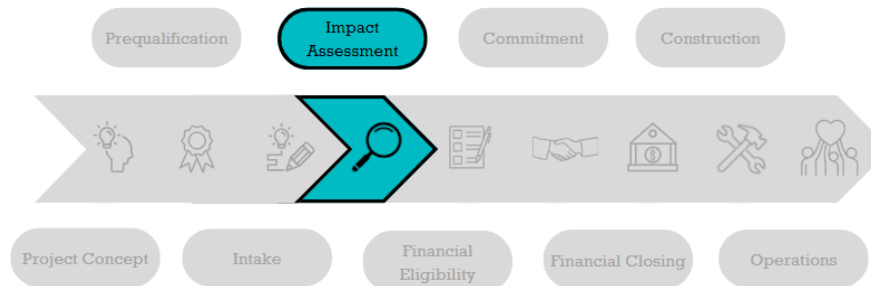 Prequalification
Impact
Assessment
Commitment
Construction
$
Project Concept
Intake
Financial
Eligibility
Financial Closing
Operations